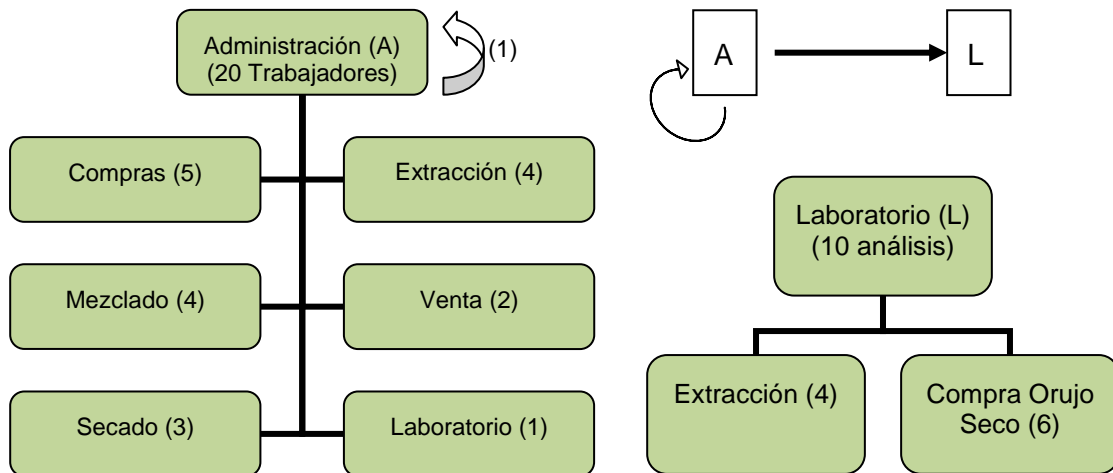 Administración (A)
(20 Trabajadores)
(1)
Compras (5)
Extracción (4)
Mezclado (4)
Venta (2)
Secado (3)
Laboratorio (1)
A
L
Laboratorio (L)
(10 análisis)
Extracción (4)
Compra Orujo
Seco (6)